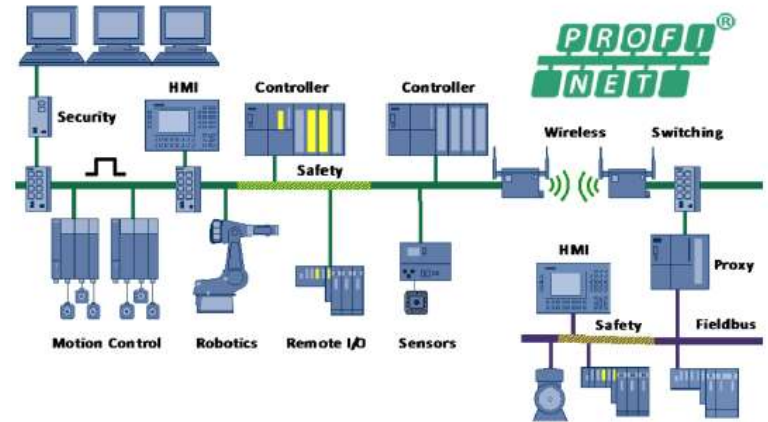 PROFI®
NET
HMI
Controller
Controller
Security
Wireless
Switching
Safety
HMI
Proxy
Safety
Fieldbus
Motion Control
Robotics
Remote I/O
Sensors